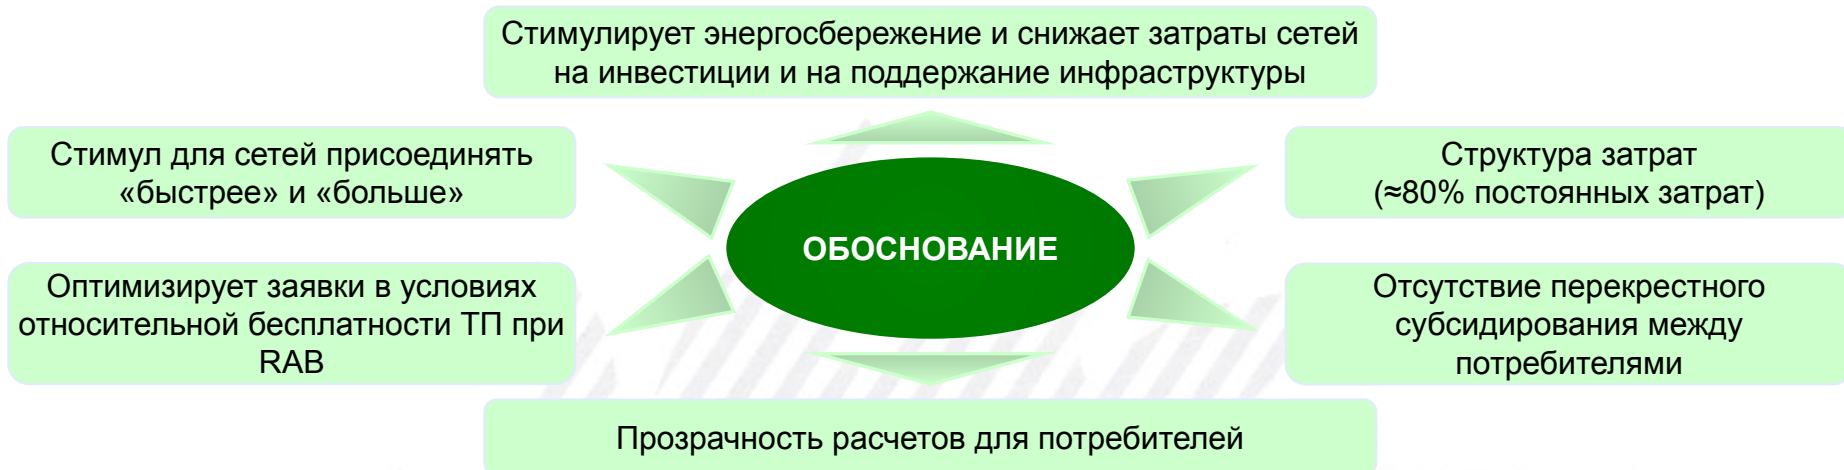 Стимулирует энергосбережение и снижает затраты сетей
на инвестиции и на поддержание инфраструктуры
Стимул для сетей присоединять
«быстрее» и «больше»
Структура затрат
(≈80% постоянных затрат)
ОБОСНОВАНИЕ
Оптимизирует заявки в условиях
относительной бесплатности ТП при
RAB
Отсутствие перекрестного
субсидирования между
потребителями
Прозрачность расчетов для потребителей